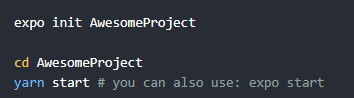 expo init AwesomeProject
cd AwesomeProject
yarn start # you can also use: expo start